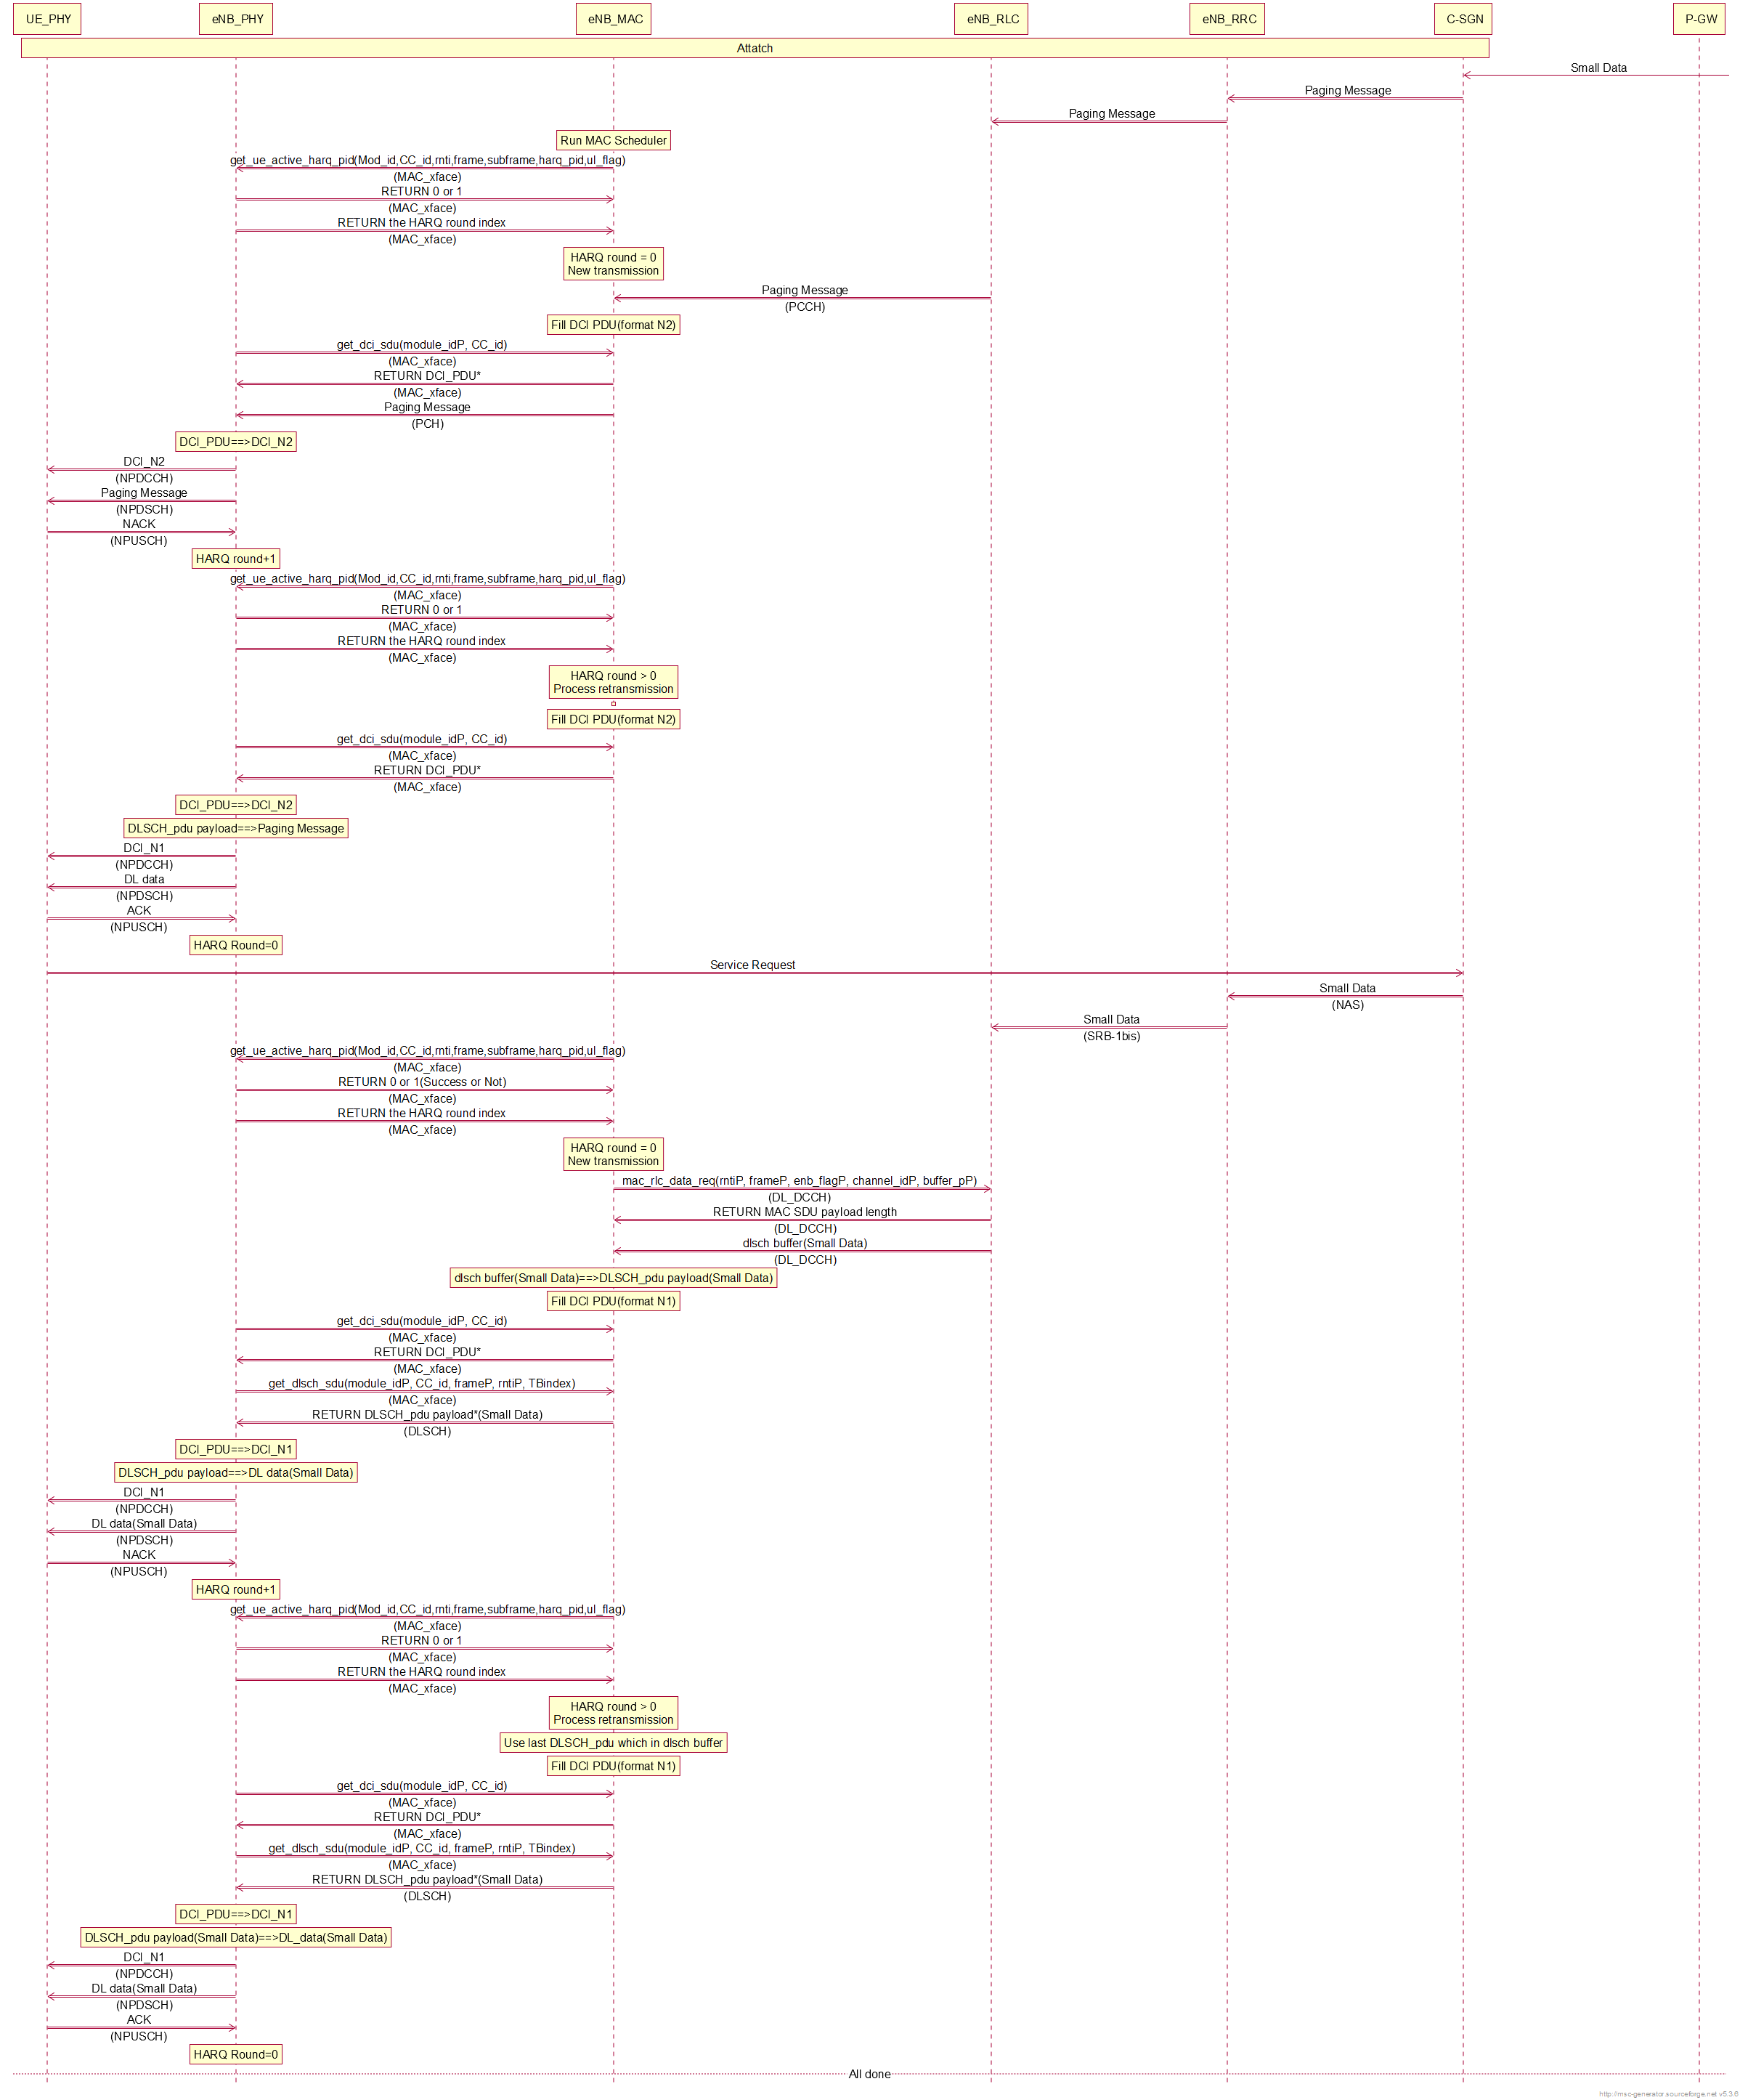 UE_PHY
eNB_PHY
eNB_MAC
eNB_RLC
eNB_RRC
C-SGN
P-GW
Attatch
Small Data
Paging Message
Paging Message
Run MAC Scheduler
get_ue_active_harq_pid(Mod_id,CC_id,rnti,frame,subframe,harq_pid,ul_flag)
(MAC_xface)
RETURN 0 or 1
(MAC_xface)
RETURN the HARQ round index
(MAC_xface)
HARQ round = 0
New transmission
Paging Message
(PCCH)
Fill DCI PDU(format N2)
get_dci_sdu(module_idP, CC_id)
(MAC_xface)
RETURN DCI_PDU*
(MAC_xface)
Paging Message
(PCH)
DCI_PDU==>DCI_N2
DCI_N2
(NPDCCH)
Paging Message
(NPDSCH)
NACK
(NPUSCH)
HARQ round+1
get_ue_active_harq_pid(Mod_id,CC_id,rnti,frame,subframe,harq_pid,ul_flag)
(MAC_xface)
RETURN 0 or 1
(MAC_xface)
RETURN the HARQ round index
(MAC_xface)
HARQ round > 0
Process retransmission
Fill DCI PDU(format N2)
get_dci_sdu(module_idP, CC_id)
(MAC_xface)
RETURN DCI_PDU*
(MAC_xface)
DCI_PDU==>DCI_N2
DLSCH_pdu payload==>Paging Message
DCI_N1
(NPDCCH)
DL data
(NPDSCH)
ACK
(NPUSCH)
HARQ Round=0
Service Request
Small Data
(NAS)
Small Data
(SRB-1bis)
get_ue_active_harq_pid(Mod_id,CC_id,rnti,frame,subframe,harq_pid,ul_flag)
(MAC_xface)
RETURN 0 or 1(Success or Not)
(MAC_xface)
RETURN the HARQ round index
(MAC_xface)
HARQ round = 0
New transmission
mac_rlc_data_req(rntiP, frameP, enb_flagP, channel_idP, buffer_pP)
(DL_DCCH)
RETURN MAC SDU payload length
(DL_DCCH)
dlsch buffer(Small Data)
(DL_DCCH)
dlsch buffer(Small Data)==>DLSCH_pdu payload(Small Data)
Fill DCI PDU(format N1)
get_dci_sdu(module_idP, CC_id)
(MAC_xface)
RETURN DCI_PDU*
(MAC_xface)
get_dlsch_sdu(module_idP, CC_id, frameP, rntiP, TBindex)
(MAC_xface)
RETURN DLSCH_pdu payload*(Small Data)
(DLSCH)
DCI_PDU==>DCI_N1
DLSCH_pdu payload==>DL data(Small Data)
DCI_N1
(NPDCCH)
DL data(Small Data)
(NPDSCH)
NACK
(NPUSCH)
HARQ round+1
get_ue_active_harq_pid(Mod_id,CC_id,rnti,frame,subframe,harq_pid,ul_flag)
(MAC_xface)
RETURN 0 or 1
(MAC_xface)
RETURN the HARQ round index
(MAC_xface)
HARQ round > 0
Process retransmission
Use last DLSCH_pdu which in dlsch buffer
Fill DCI PDU(format N1)
get_dci_sdu(module_idP, CC_id)
(MAC_xface)
RETURN DCI_PDU*
(MAC_xface)
get_dlsch_sdu(module_idP, CC_id, frameP, rntiP, TBindex)
(MAC_xface)
RETURN DLSCH_pdu payload*(Small Data)
(DLSCH)
DCI_PDU==>DCI_N1
DLSCH_pdu payload(Small Data)==>DL_data(Small Data)
DCI_N1
(NPDCCH)
DL data(Small Data)
(NPDSCH)
ACK
(NPUSCH)
HARQ Round=0
All done
http://msc-generator.sourceforge.net v5.3.6